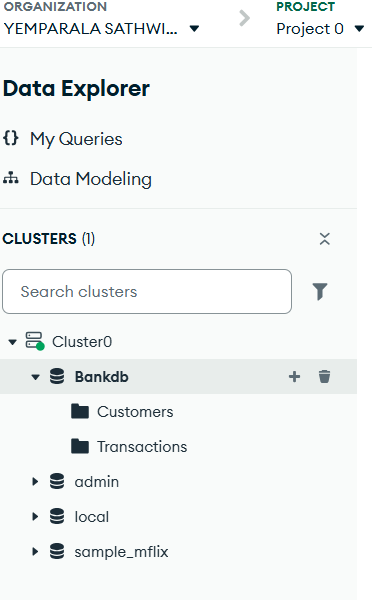 ORGANIZATION
PROJECT
YEMPARALA SATHWI...
Project 0
Data Explorer
My Queries
Data Modeling
CLUSTERS (1)
Search clusters
Cluster0
Bankdb
Customers
Transactions
admin
local
sample_mflix